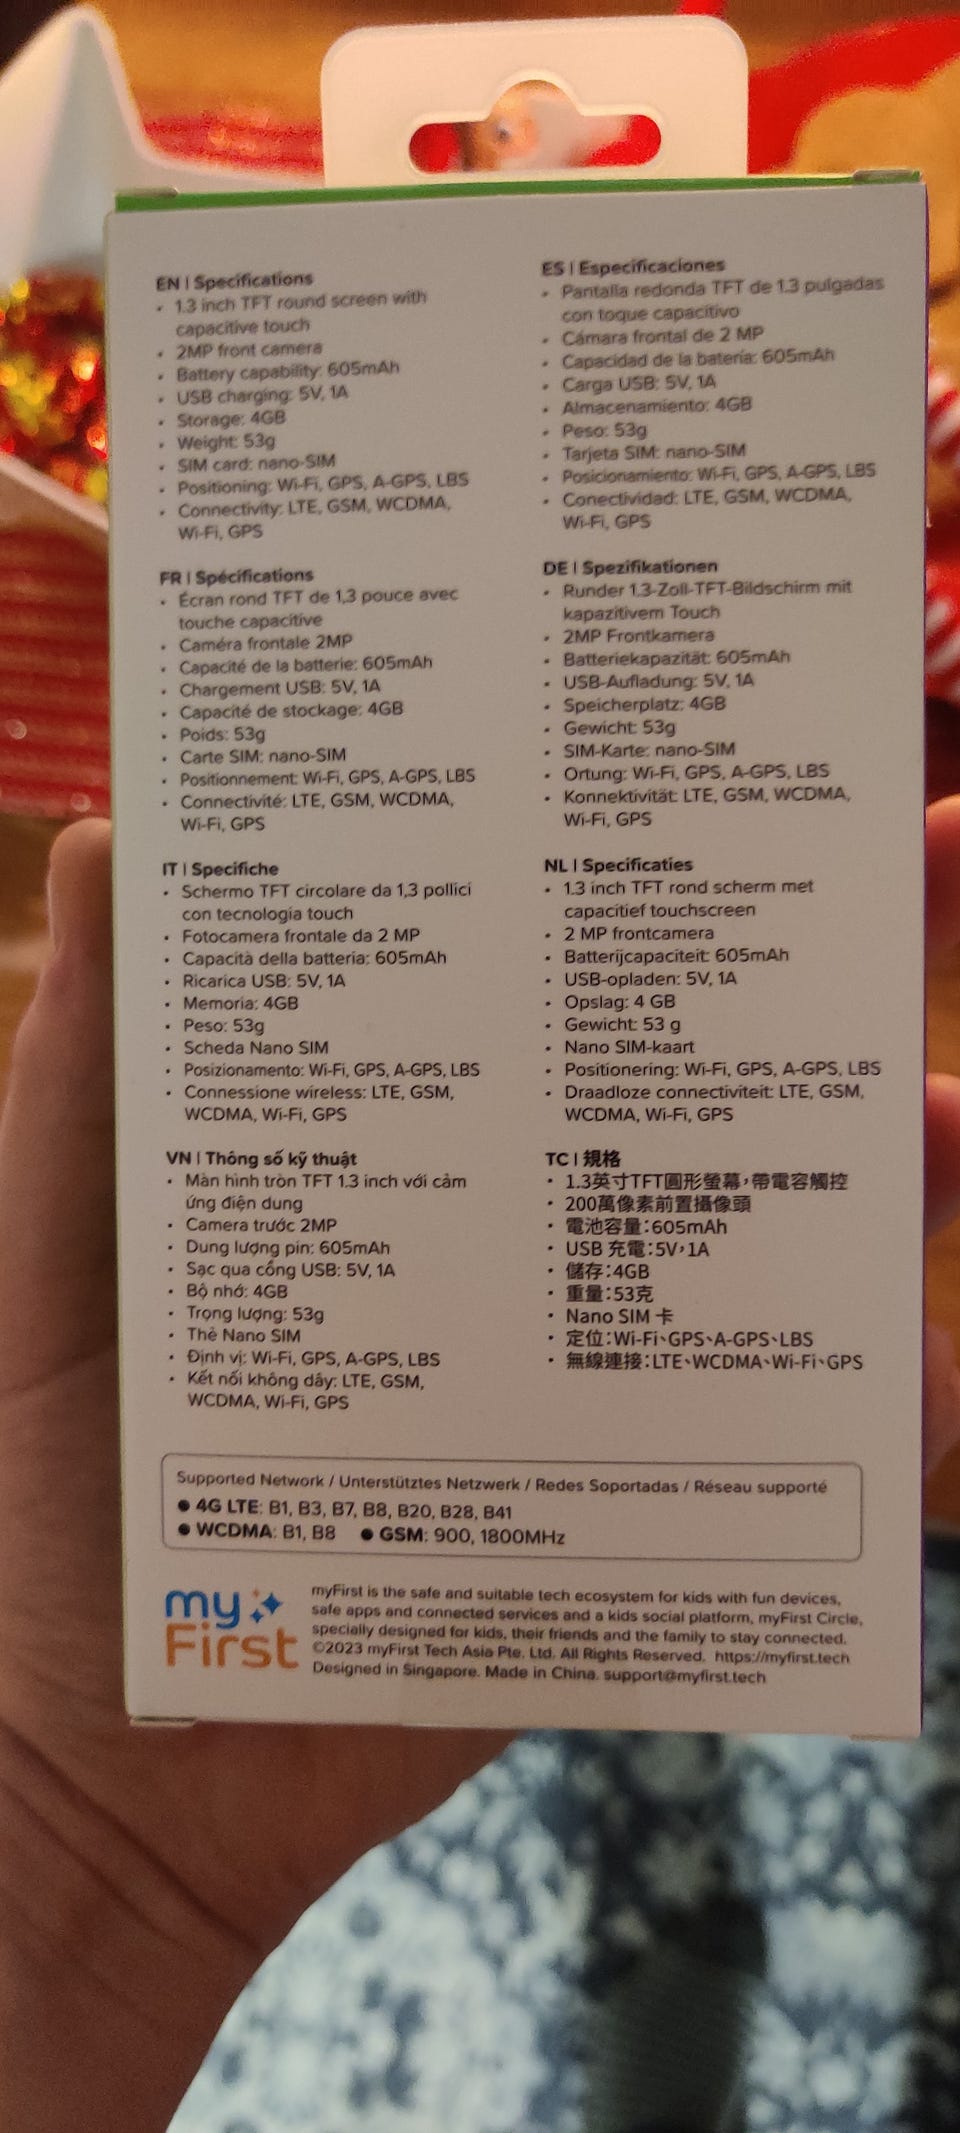 EN | Specifications
• 1.3 inch TFT round screen with
capacitive touch
• 2MP front camera
• Battery capability: 605mAh
• USB charging: 5V, 1A
• Storage: 4GB
• Weight: 53g
• SIM card: nano-SIM
• Positioning: Wi-Fi, GPS, A-GPS, LBS
• Connectivity: LTE, GSM, WCDMA,
Wi-Fi, GPS
ES | Especificaciones
• Pantalla redonda TFT de 1.3 pulgadas
con toque capacitivo
• Cámara frontal de 2 MP
• Capacidad de la batería: 605mAh
• Carga USB: 5V, 1A
• Almacenamiento: 4GB
• Peso: 53g
• Tarjeta SIM: nano-SIM
• Posicionamiento: Wi-Fi, GPS, A-GPS, LBS
• Conectividad: LTE, GSM, WCDMA,
Wi-Fi, GPS
FR | Spécifications
• Écran rond TFT de 1,3 pouce avec
touche capacitive
• Caméra frontale 2MP
• Capacité de la batterie: 605mAh
• Chargement USB: 5V, 1A
• Capacité de stockage: 4GB
• Poids: 53g
• Carte SIM: nano-SIM
• Positionnement: Wi-Fi, GPS, A-GPS, LBS
• Connectivité: LTE, GSM, WCDMA,
Wi-Fi, GPS
DE | Spezifikationen
• Runder 1.3-Zoll-TFT-Bildschirm mit
kapazitivem Touch
• 2MP Frontkamera
• Batteriekapazität: 605mAh
• USB-Aufladung: 5V, 1A
• Speicherplatz: 4GB
• Gewicht: 53g
• SIM-Karte: nano-SIM
• Ortung: Wi-Fi, GPS, A-GPS, LBS
• Konnektivität: LTE, GSM, WCDMA,
Wi-Fi, GPS
IT | Specifiche
• Schermo TFT circolare da 1,3 pollici
con tecnologia touch
• Fotocamera frontale da 2 MP
• Capacità della batteria: 605mAh
• Ricarica USB: 5V, 1A
• Memoria: 4GB
• Peso: 53g
• Scheda Nano SIM
• Posizionamento: Wi-Fi, GPS, A-GPS, LBS
• Connessione wireless: LTE, GSM,
WCDMA, Wi-Fi, GPS
NL | Specificaties
• 1.3 inch TFT rond scherm met
capacitief touchscreen
• 2 MP frontcamera
• Batterijcapaciteit: 605mAh
• USB-opladen: 5V, 1A
• Opslag: 4 GB
• Gewicht: 53 g
• Nano SIM-kaart
• Positionering: Wi-Fi, GPS, A-GPS, LBS
• Draadloze connectiviteit: LTE, GSM,
WCDMA, Wi-Fi, GPS
VN | Thông số kỹ thuật
• Màn hình tròn TFT 1.3 inch với cảm
ứng điện dung
• Camera trước 2MP
• Dung lượng pin: 605mAh
• Sạc qua cổng USB: 5V, 1A
• Bộ nhớ: 4GB
• Trọng lượng: 53g
• Thẻ Nano SIM
• Định vị: Wi-Fi, GPS, A-GPS, LBS
• Kết nối không dây: LTE, GSM,
WCDMA, Wi-Fi, GPS
TC | 規格
• 1.3英寸TFT圓形螢幕，帶電容觸控
• 200萬像素前置攝像頭
• 電池容量：605mAh
• USB 充電：5V，1A
• 儲存：4GB
• 重量：53克
• Nano SIM 卡
• 定位：Wi-Fi、GPS、A-GPS、LBS
• 無線連接：LTE、WCDMA、Wi-Fi、GPS
Supported Network / Unterstütztes Netzwerk / Redes Soportadas / Réseau supporté
● 4G LTE: B1, B3, B7, B8, B20, B28, B41
● WCDMA: B1, B8 ● GSM: 900, 1800MHz
my
First
myFirst is the safe and suitable tech ecosystem for kids with fun devices,
safe apps and connected services and a kids social platform, myFirst Circle,
specially designed for kids, their friends and the family to stay connected.
©2023 myFirst Tech Asia Pte. Ltd. All Rights Reserved. https://myfirst.tech
Designed in Singapore. Made in China. support@myfirst.tech